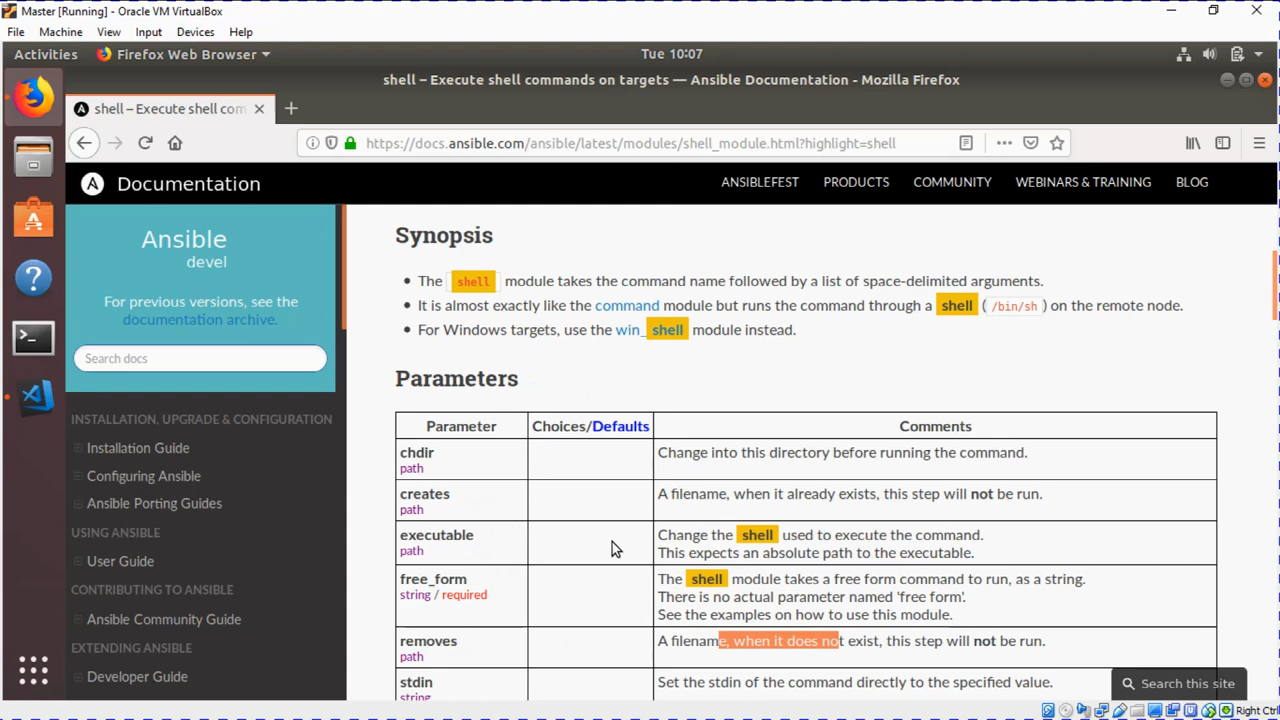 Master [Running] - Oracle VM VirtualBox
File Machine View Input Devices Help
Activities Firefox Web Browser Tue 10:07
shell – Execute shell commands on targets — Ansible Documentation - Mozilla Firefox
shell – Execute shell com
https://docs.ansible.com/ansible/latest/modules/shell_module.html?highlight=shell
A Documentation ANSIBLEFEST PRODUCTS COMMUNITY WEBINARS & TRAINING BLOG
Ansible
devel
For previous versions, see the
documentation archive.
Search docs
INSTALLATION, UPGRADE & CONFIGURATION
Installation Guide
Configuring Ansible
Ansible Porting Guides
USING ANSIBLE
User Guide
CONTRIBUTING TO ANSIBLE
Ansible Community Guide
EXTENDING ANSIBLE
Developer Guide
Synopsis
• The shell module takes the command name followed by a list of space-delimited arguments.
• It is almost exactly like the command module but runs the command through a shell ( /bin/sh ) on the remote node.
• For Windows targets, use the win_shell module instead.
Parameters
Parameter Choices/Defaults Comments
chdir Change into this directory before running the command.
path
creates A filename, when it already exists, this step will not be run.
path
executable Change the shell used to execute the command.
path This expects an absolute path to the executable.
free_form The shell module takes a free form command to run, as a string.
string / required There is no actual parameter named 'free form'.
See the examples on how to use this module.
removes A filename, when it does not exist, this step will not be run.
path
stdin Set the stdin of the command directly to the specified value.
string
Search this site
Right Ctrl